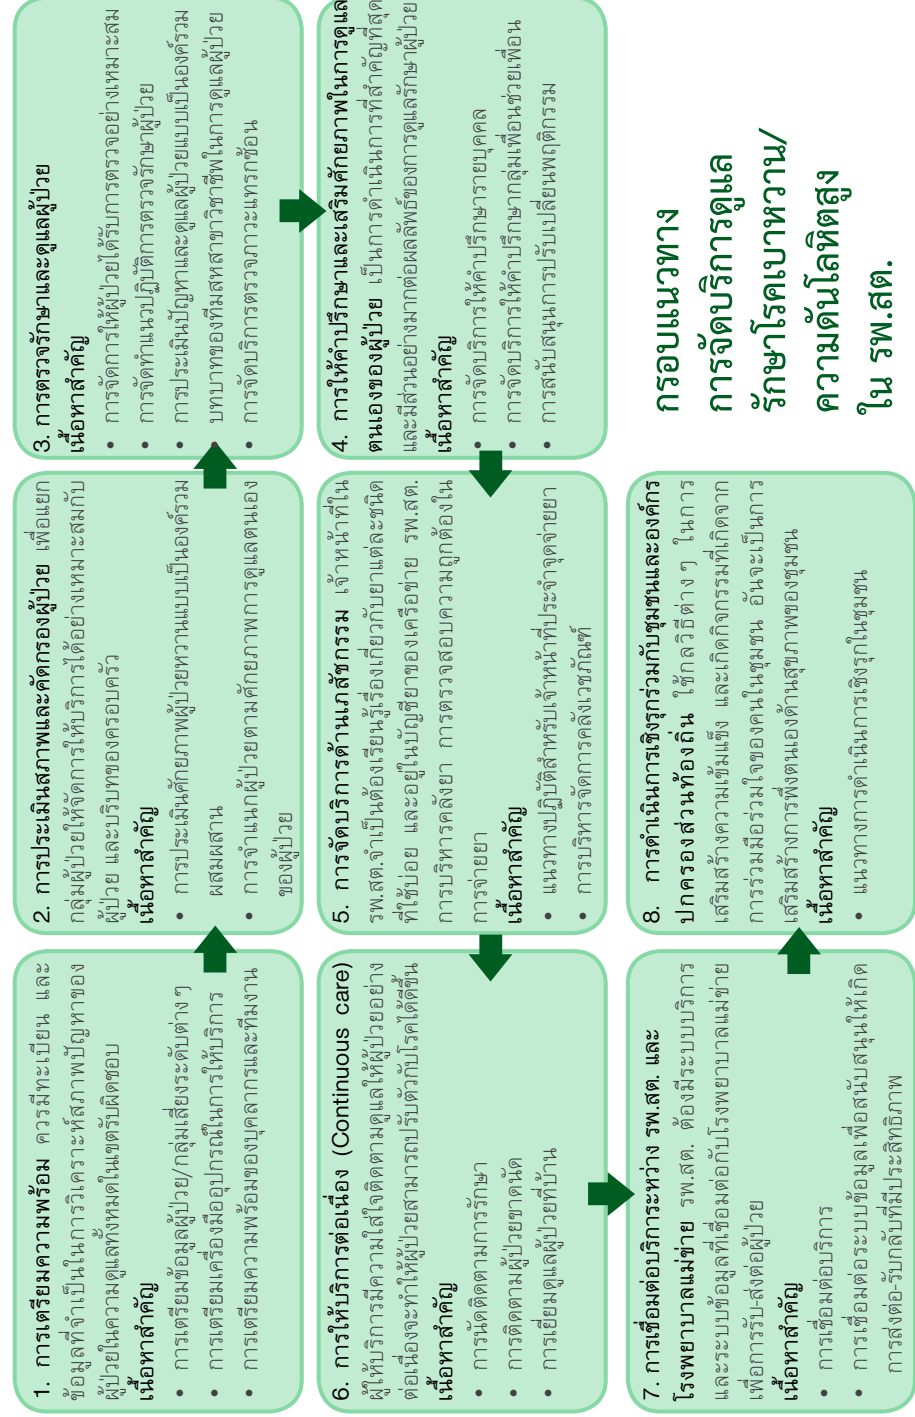 1. การเตรียมความพร้อม ควรมีทะเบียน และ
ข้อมูลที่จำเป็นในการวิเคราะห์สภาพปัญหาของ
ผู้ป่วยในความดูแลทั้งหมดในเขตรับผิดชอบ
เนื้อหาสำคัญ
• การเตรียมข้อมูลผู้ป่วย/กลุ่มเสี่ยงระดับต่างๆ
• การเตรียมเครื่องมืออุปกรณ์ในการให้บริการ
• การเตรียมความพร้อมของบุคลากรและทีมงาน
2. การประเมินสภาพและคัดกรองผู้ป่วย เพื่อแยก
กลุ่มผู้ป่วยให้จัดการให้บริการได้อย่างเหมาะสมกับ
ผู้ป่วย และบริบทของครอบครัว
เนื้อหาสำคัญ
• การประเมินศักยภาพผู้ป่วยหวานแบบเป็นองค์รวม
ผสมผสาน
• การจำแนกผู้ป่วยตามศักยภาพการดูแลตนเอง
ของผู้ป่วย
3. การตรวจรักษาและดูแลผู้ป่วย
เนื้อหาสำคัญ
• การจัดการให้ผู้ป่วยได้รับการตรวจอย่างเหมาะสม
• การจัดทำแนวปฏิบัติการตรวจรักษาผู้ป่วย
• การประเมินปัญหาและดูแลผู้ป่วยแบบเป็นองค์รวม
• บทบาทของทีมสหสาขาวิชาชีพในการดูแลผู้ป่วย
• การจัดบริการตรวจภาวะแทรกซ้อน
4. การให้คำปรึกษาและเสริมศักยภาพในการดูแล
ตนเองของผู้ป่วย เป็นการดำเนินการที่สำคัญที่สุด
และมีส่วนอย่างมากต่อผลลัพธ์ของการดูแลรักษาผู้ป่วย
เนื้อหาสำคัญ
• การจัดบริการให้คำปรึกษารายบุคคล
• การจัดบริการให้คำปรึกษากลุ่มเพื่อนช่วยเพื่อน
• การสนับสนุนการปรับเปลี่ยนพฤติกรรม
5. การจัดบริการด้านเภสัชกรรม เจ้าหน้าที่ใน
รพ.สต.จำเป็นต้องเรียนรู้เรื่องเกี่ยวกับยาแต่ละชนิด
ที่ใช้บ่อย และอยู่ในบัญชียาของเครือข่าย รพ.สต.
การบริหารคลังยา การตรวจสอบความถูกต้องใน
การจ่ายยา
เนื้อหาสำคัญ
• แนวทางปฏิบัติสำหรับเจ้าหน้าที่ประจำจุดจ่ายยา
• การบริหารจัดการคลังเวชภัณฑ์
6. การให้บริการต่อเนื่อง (Continuous care)
ผู้ให้บริการมีความใส่ใจติดตามดูแลให้ผู้ป่วยอย่าง
ต่อเนื่องจะทำให้ผู้ป่วยสามารถปรับตัวกับโรคได้ดีขึ้น
เนื้อหาสำคัญ
• การนัดติดตามการรักษา
• การติดตามผู้ป่วยขาดนัด
• การเยี่ยมดูแลผู้ป่วยที่บ้าน
7. การเชื่อมต่อบริการะหว่าง รพ.สต. และ
โรงพยาบาลแม่ข่าย รพ.สต. ต้องมีระบบบริการ
และระบบข้อมูลที่เชื่อมต่อกับโรงพยาบาลแม่ข่าย
เพื่อการรับ-ส่งต่อผู้ป่วย
เนื้อหาสำคัญ
• การเชื่อมต่อบริการ
• การเชื่อมต่อระบบข้อมูลเพื่อสนับสนุนให้เกิด
การส่งต่อ-รับกลับที่มีประสิทธิภาพ
8. การดำเนินการเชิงรุกร่วมกับชุมชนและองค์กร
ปกครองส่วนท้องถิ่น ใช้กลวิธีต่าง ๆ ในการ
เสริมสร้างความเข้มแข็ง และเกิดกิจกรรมที่เกิดจาก
การร่วมมือร่วมใจของคนในชุมชน อันจะเป็นการ
เสริมสร้างการพึ่งตนเองด้านสุขภาพของชุมชน
เนื้อหาสำคัญ
• แนวทางการดำเนินการเชิงรุกในชุมชน
กรอบแนวทาง
การจัดบริการดูแล
รักษาโรคเบาหวาน/
ความดันโลหิตสูง
ใน รพ.สต.